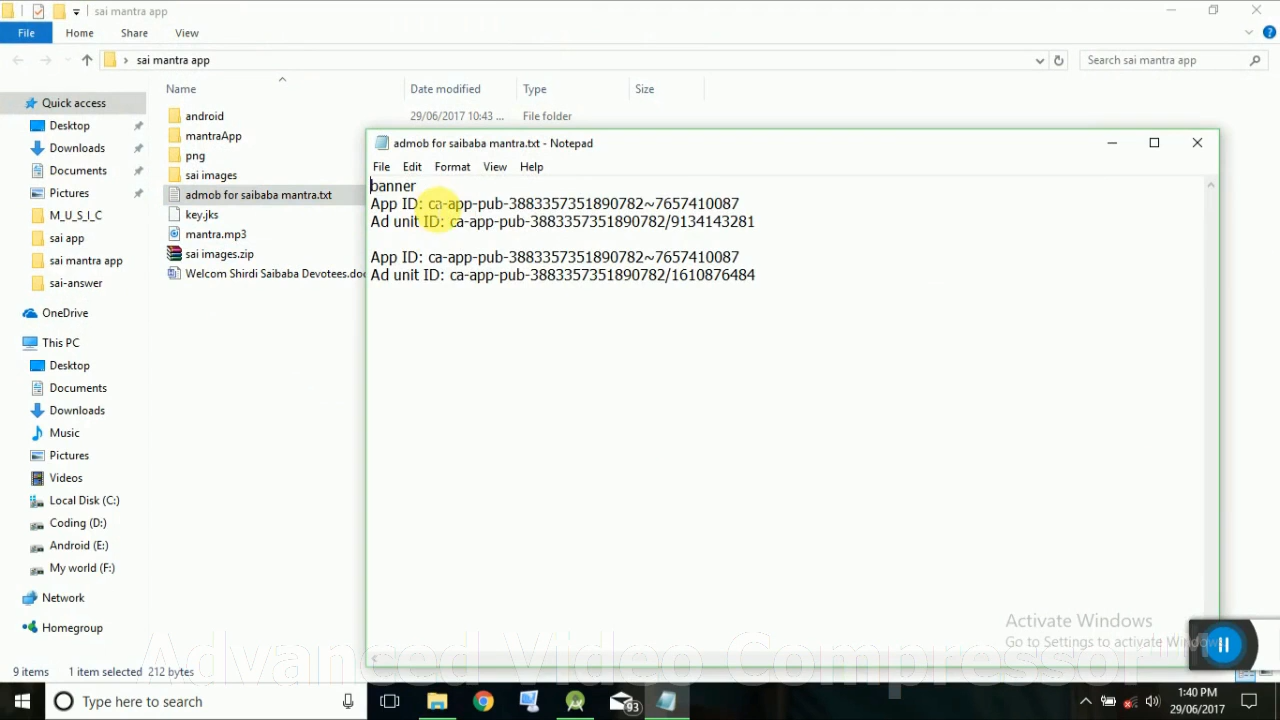 sai mantra app
File Home Share View
sai mantra app
Search sai mantra app
Name Date modified Type Size
Quick access
Desktop
Downloads
Documents
Pictures
M_U_S_I_C
sai app
sai mantra app
sai-answer
OneDrive
This PC
Desktop
Documents
Downloads
Music
Pictures
Videos
Local Disk (C:)
Coding (D:)
Android (E:)
My world (F:)
Network
Homegroup
android 29/06/2017 10:43 ... File folder
mantraApp
png
sai images
admob for saibaba mantra.txt
key.jks
mantra.mp3
sai images.zip
Welcom Shirdi Saibaba Devotees.doc
admob for saibaba mantra.txt - Notepad
File Edit Format View Help
banner
App ID: ca-app-pub-3883357351890782~7657410087
Ad unit ID: ca-app-pub-3883357351890782/9134143281
App ID: ca-app-pub-3883357351890782~7657410087
Ad unit ID: ca-app-pub-3883357351890782/1610876484
Activate Windows
Go to Settings to activate Windows
Advanced Video Compressor
9 items 1 item selected 212 bytes
Type here to search
93
1:40 PM
29/06/2017